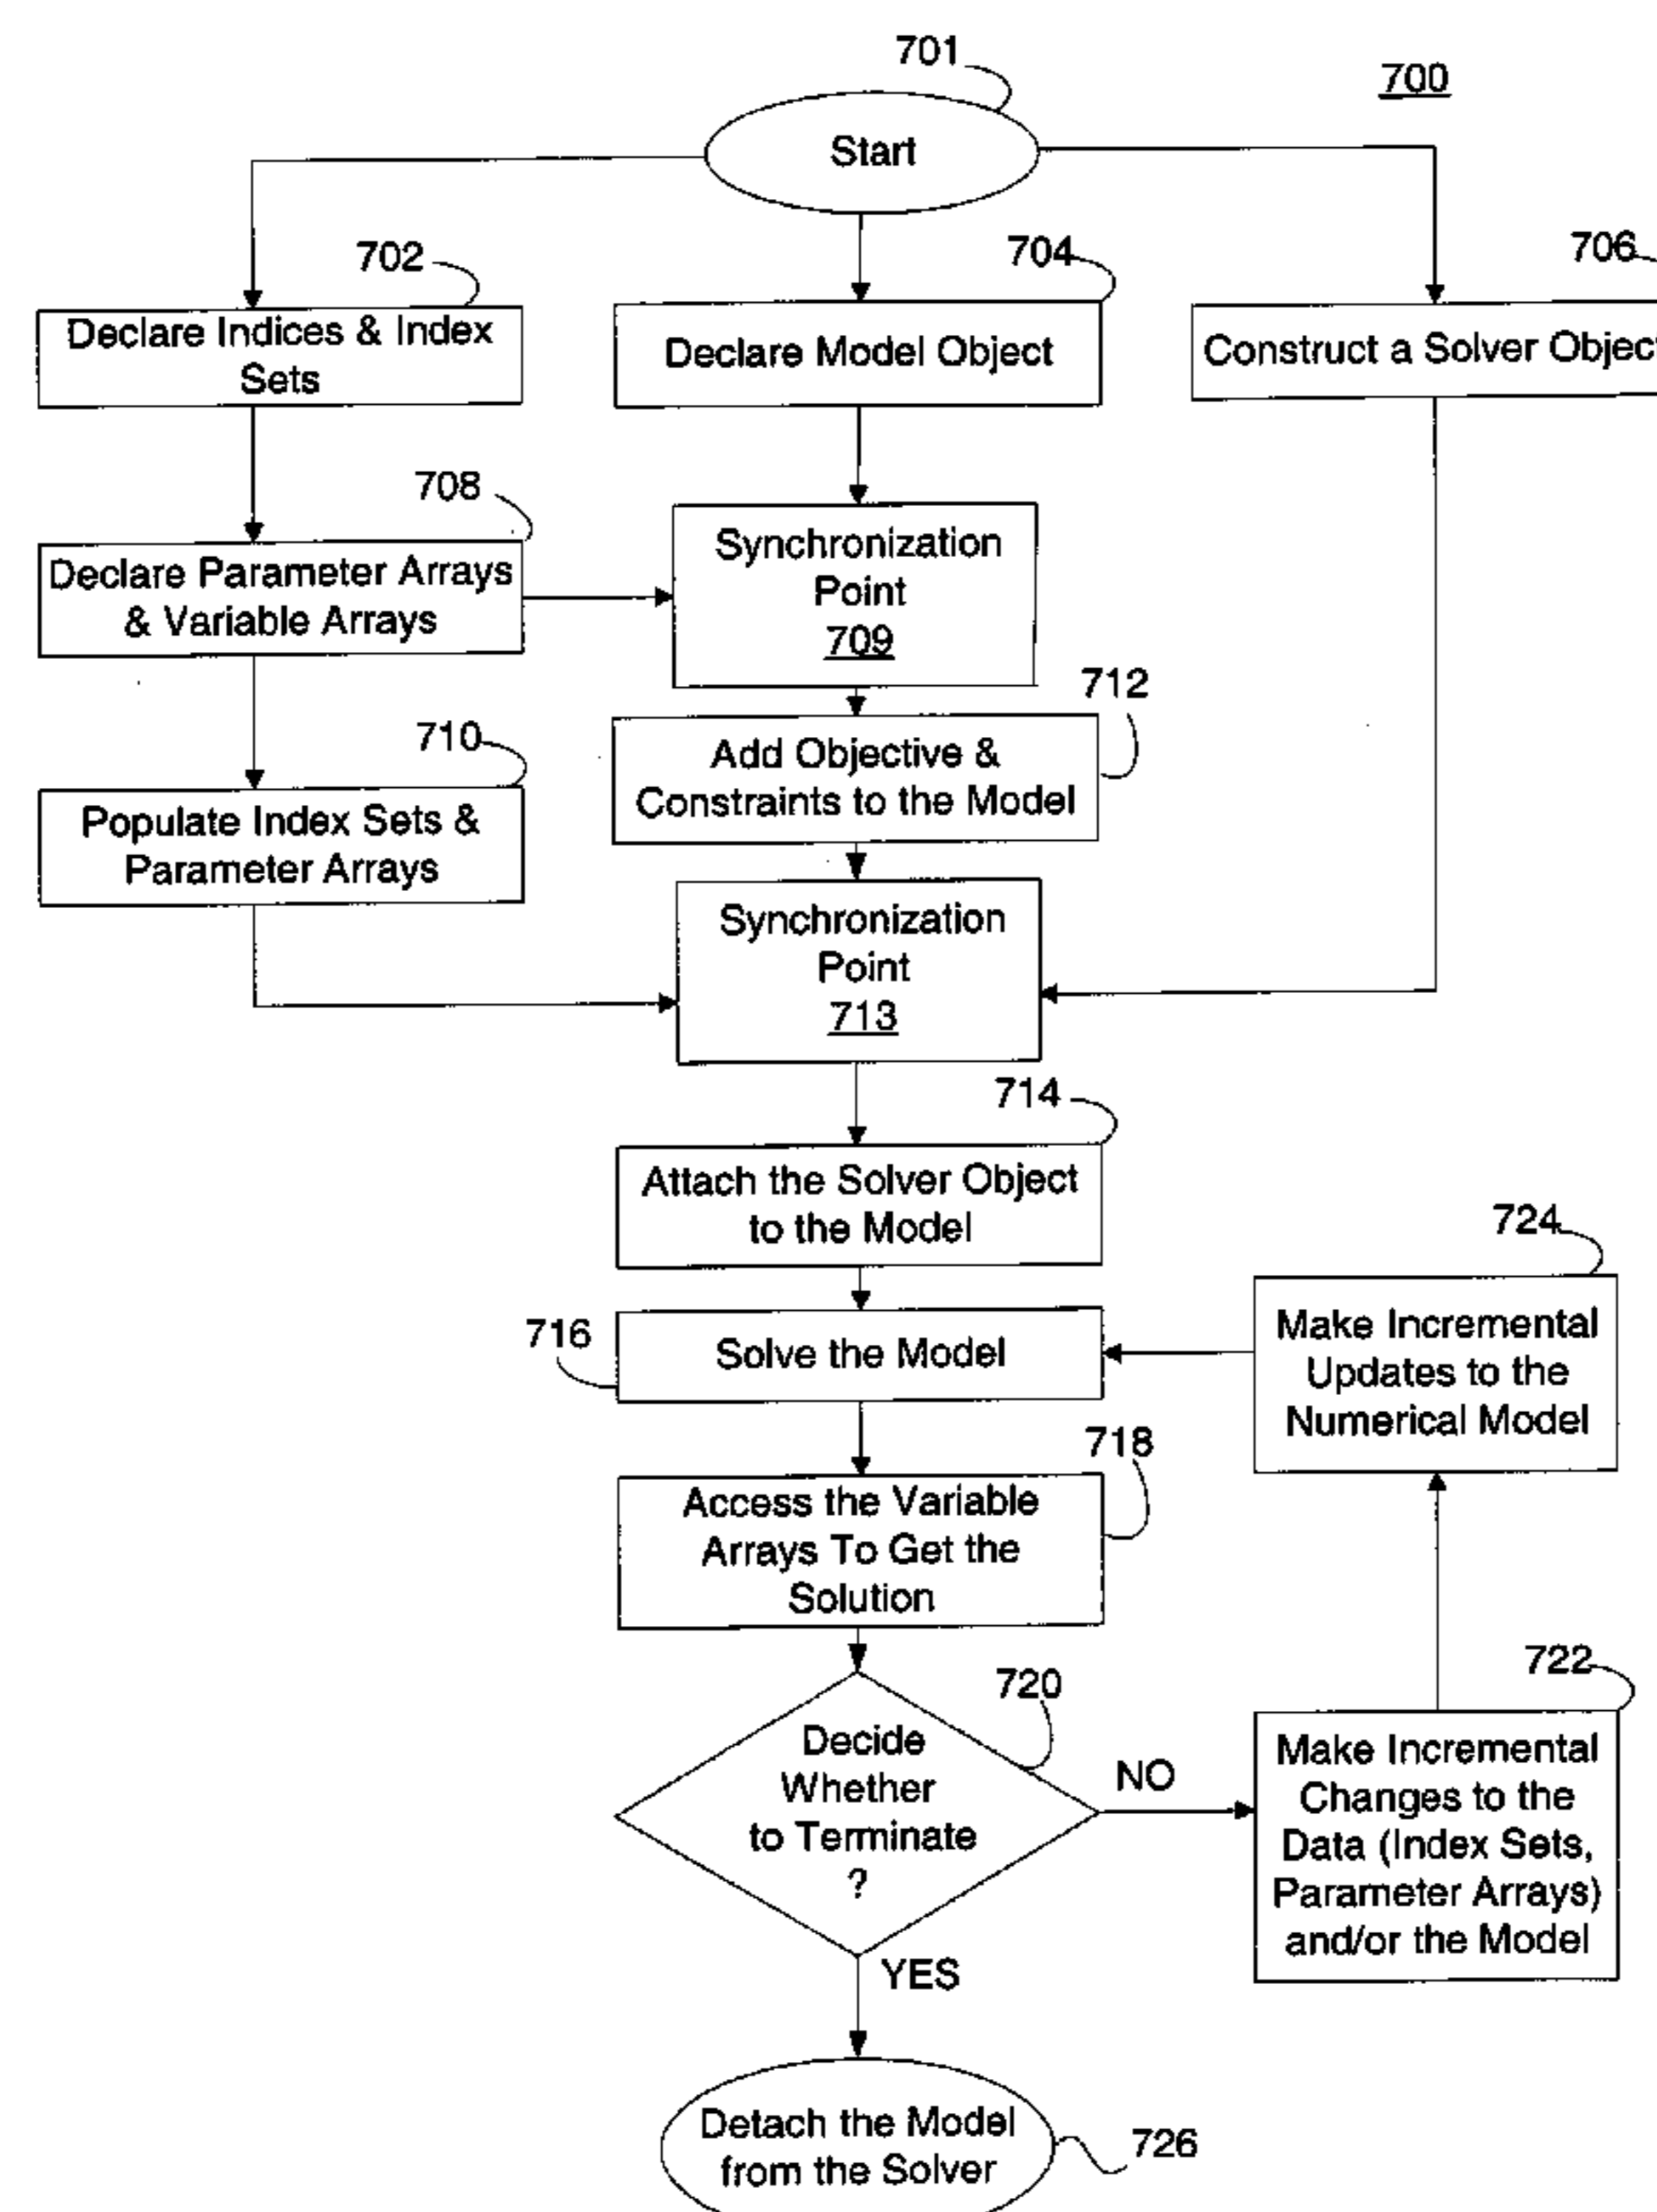 701
700
Start
702
704
706
Declare Indices & Index
Sets
Declare Model Object
Construct a Solver Object
708
Declare Parameter Arrays
& Variable Arrays
Synchronization
Point
709
712
710
Populate Index Sets &
Parameter Arrays
Add Objective &
Constraints to the Model
Synchronization
Point
713
714
Attach the Solver Object
to the Model
724
716
Solve the Model
Make Incremental
Updates to the
Numerical Model
718
Access the Variable
Arrays To Get the
Solution
720
722
Decide
Whether
to Terminate
?
NO
Make Incremental
Changes to the
Data (Index Sets,
Parameter Arrays)
and/or the Model
YES
Detach the Model
from the Solver
726